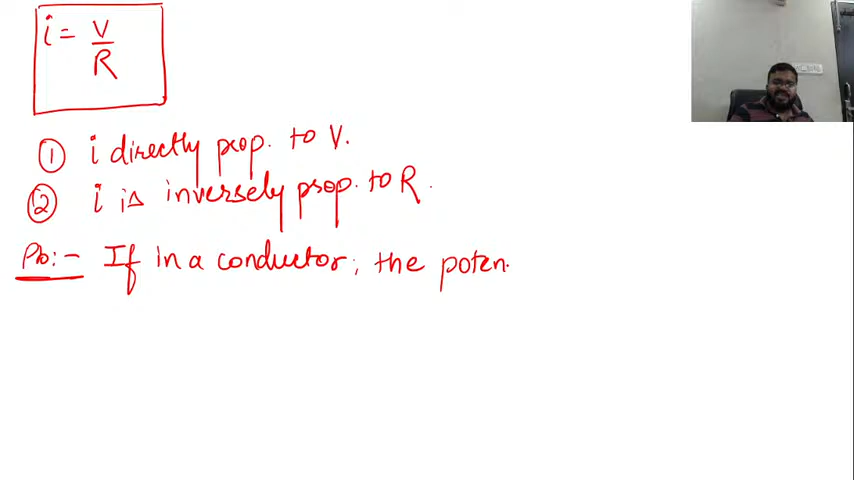 i = V/R
① i directly prop. to V.
② i is inversely prop. to R.
Pb:- If in a conductor, the poten